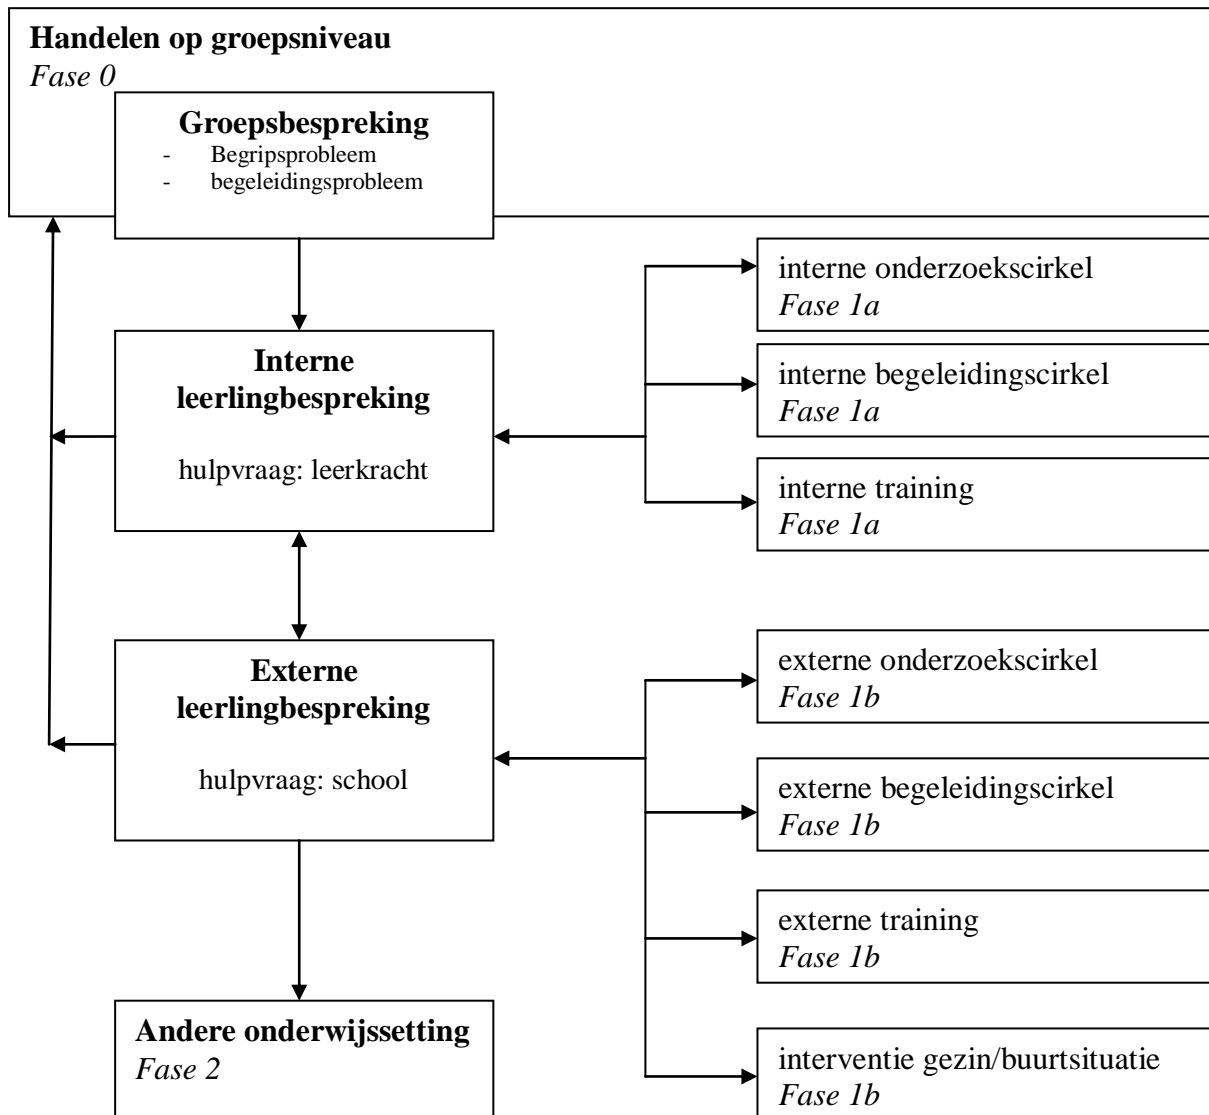 Handelen op groepsniveau
Fase 0
Groepsbespreking
- Begripsprobleem
- begeleidingsprobleem
interne onderzoekscirkel
Fase 1a
Interne
leerlingbespreking
hulpvraag: leerkracht
interne begeleidingscirkel
Fase 1a
interne training
Fase 1a
Externe
leerlingbespreking
hulpvraag: school
externe onderzoekscirkel
Fase 1b
externe begeleidingscirkel
Fase 1b
externe training
Fase 1b
Andere onderwijssetting
Fase 2
interventie gezin/buurtsituatie
Fase 1b